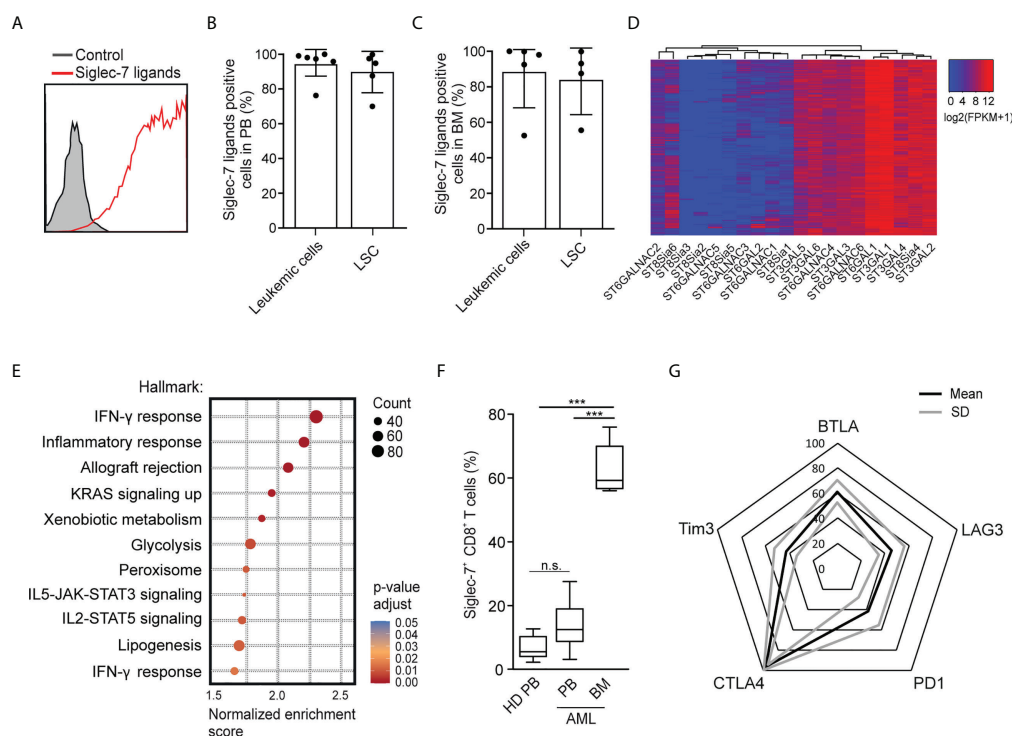 A
Control
Siglec-7 ligands
B
Siglec-7 ligands positive
cells in PB (%)
100
80
60
40
20
0
Leukemic cells
LSC
C
Siglec-7 ligands positive
cells in BM (%)
100
80
60
40
20
0
Leukemic cells
LSC
D
0 4 8 12
log2(FPKM+1)
ST6GALNAC2
ST8Sia6
ST8Sia3
ST8Sia2
ST6GALNAC5
ST8Sia5
ST6GALNAC3
ST6GAL2
ST6GALNAC1
ST8Sia1
ST3GAL5
ST3GAL6
ST6GALNAC4
ST3GAL3
ST6GALNAC6
ST6GAL1
ST3GAL1
ST3GAL4
ST8Sia4
ST3GAL2
E
Hallmark:
IFN-γ response
Inflammatory response
Allograft rejection
KRAS signaling up
Xenobiotic metabolism
Glycolysis
Peroxisome
IL5-JAK-STAT3 signaling
IL2-STAT5 signaling
Lipogenesis
IFN-γ response
1.5 2.0 2.5
Normalized enrichment
score
Count
40
60
80
p-value
adjust
0.05
0.04
0.03
0.02
0.01
0.00
F
Siglec-7⁺ CD8⁺ T cells (%)
80
60
40
20
0
***
***
n.s.
HD PB
PB
BM
AML
G
Mean
SD
BTLA
100
80
60
40
20
0
Tim3
LAG3
CTLA4
PD1